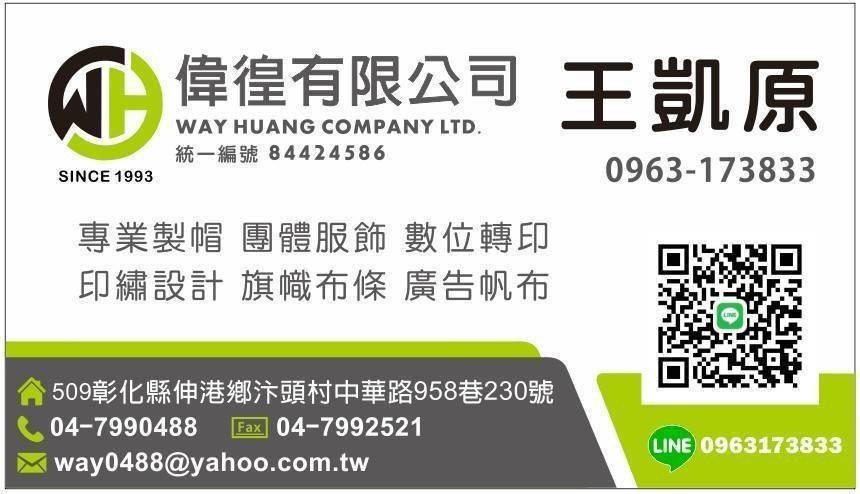 WH
偉徨有限公司
WAY HUANG COMPANY LTD.
統一編號 84424586
SINCE 1993
王凱原
0963-173833
專業製帽 團體服飾 數位轉印
印繡設計 旗幟布條 廣告帆布
LINE
509彰化縣伸港鄉汴頭村中華路958巷230號
04-7990488 Fax 04-7992521
way0488@yahoo.com.tw
LINE 0963173833